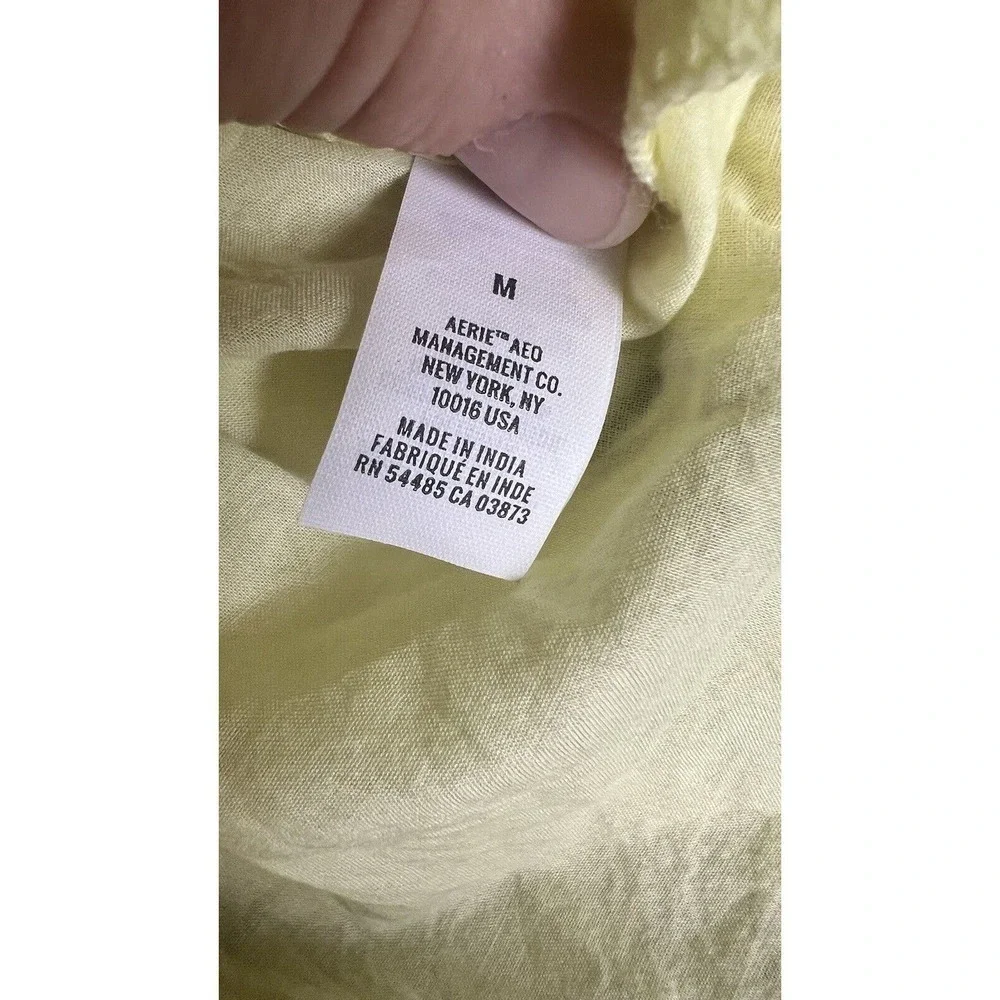 M
AERIE™ AEO
MANAGEMENT CO.
NEW YORK, NY
10016 USA
MADE IN INDIA
FABRIQUÉ EN INDE
RN 54485 CA 03873